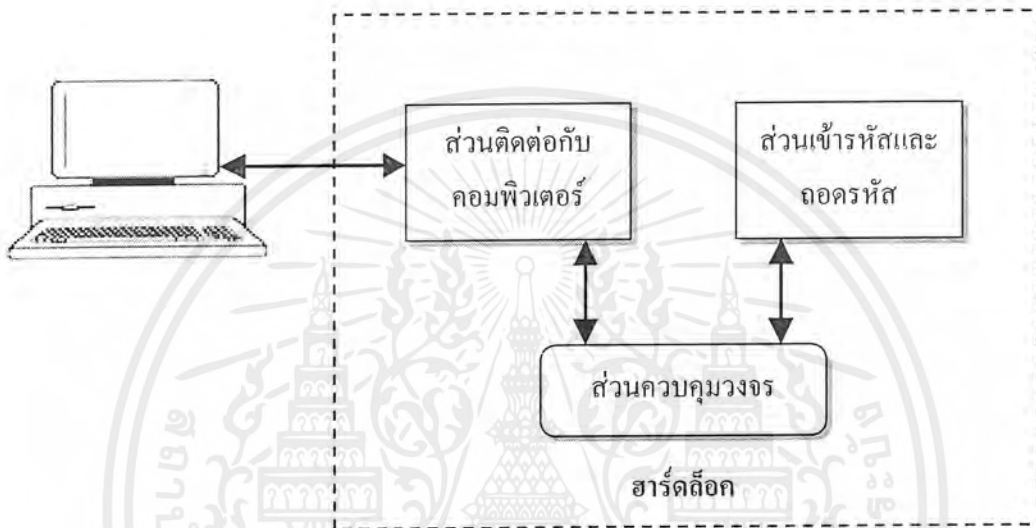 ส่วนติดต่อกับ
คอมพิวเตอร์
ส่วนเข้ารหัสและ
ถอดรหัส
ส่วนควบคุมวงจร
ฮาร์ดล็อค